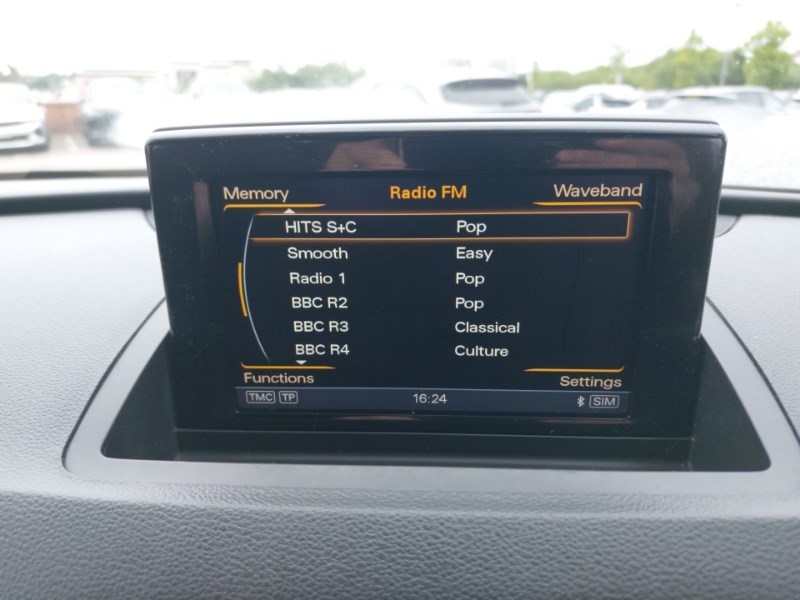 Memory Radio FM Waveband
HITS S+C Pop
Smooth Easy
Radio 1 Pop
BBC R2 Pop
BBC R3 Classical
BBC R4 Culture
Functions Settings
TMC TP 16:24 SIM